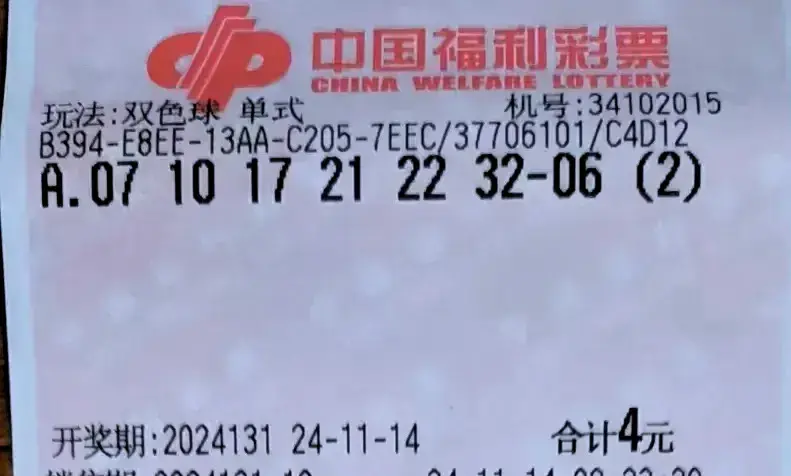 中国福利彩票
CHINA WELFARE LOTTERY
玩法:双色球 单式 机号:34102015
B394-E8EE-13AA-C205-7EEC/37706101/C4D12
A.07 10 17 21 22 32-06 (2)
开奖期:2024131 24-11-14 合计4元